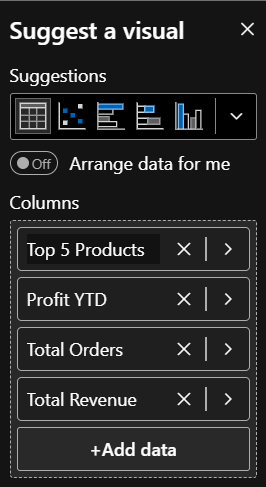 Suggest a visual
Suggestions
Off Arrange data for me
Columns
Top 5 Products
Profit YTD
Total Orders
Total Revenue
+Add data